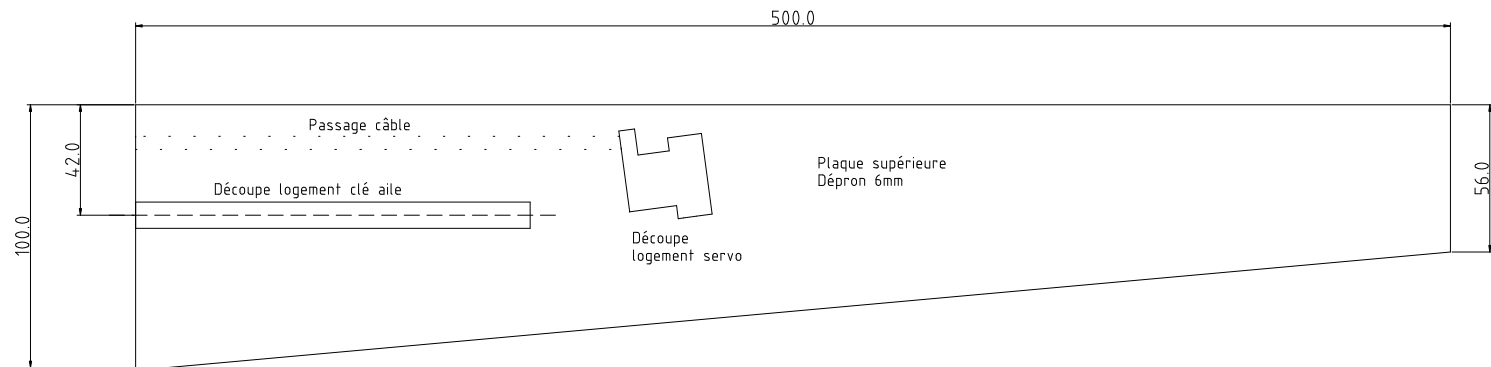 500.0
Passage câble
42.0
Plaque supérieure
Dépron 6mm
56.0
Découpe logement clé aile
100.0
Découpe
logement servo